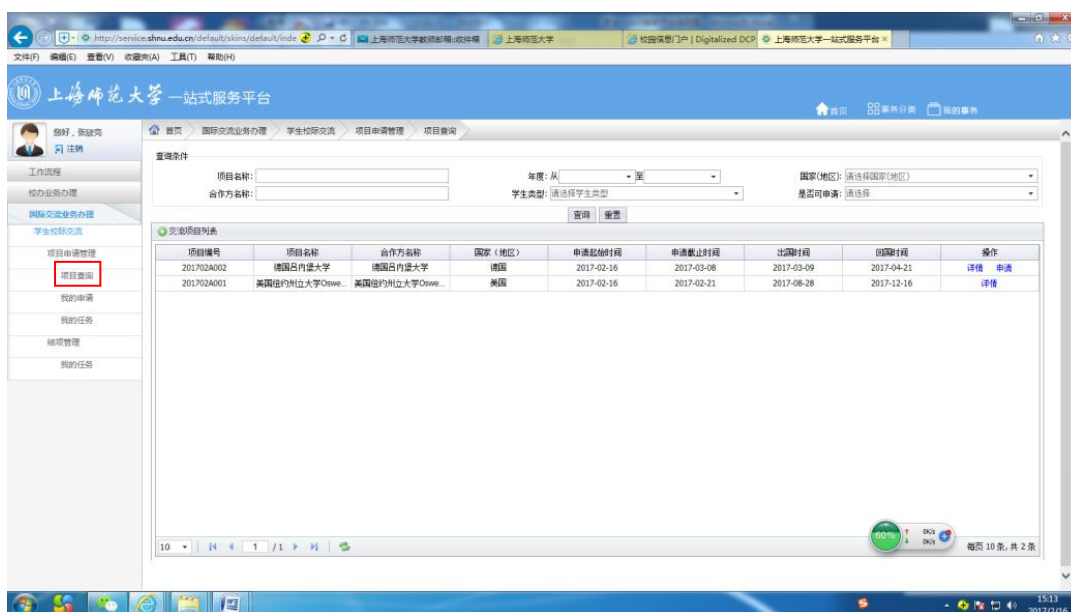 http://service.shnu.edu.cn/default/skins/default/inde
上海师范大学教师邮箱::收件箱
上海师范大学
校园信息门户 | Digitalized DCP
上海师范大学一站式服务平台
文件(F) 编辑(E) 查看(V) 收藏夹(A) 工具(T) 帮助(H)
上海师范大学 一站式服务平台
首页 事务分类 我的事务
注销
首页 国际交流业务办理 学生校际交流 项目申请管理 项目查询
工作流程
校办业务办理
国际交流业务办理
学生校际交流
项目申请管理
项目查询
我的申请
我的任务
结项管理
我的任务
查询条件
项目名称: 年度: 从 至 国家(地区): 请选择国家(地区)
合作方名称: 学生类型: 请选择学生类型 是否可申请: 请选择
查询 重置
交流项目列表
项目编号 项目名称 合作方名称 国家（地区） 申请起始时间 申请截止时间 出国时间 回国时间 操作
201702A002 德国吕内堡大学 德国吕内堡大学 德国 2017-02-16 2017-03-08 2017-03-09 2017-04-21 详情 申请
201702A001 美国纽约州立大学Oswe... 美国纽约州立大学Oswe... 美国 2017-02-16 2017-02-21 2017-08-28 2017-12-16 详情
10 1 /1
60% 0K/s
0K/s
每页 10 条, 共 2 条
15:13
2017/2/16